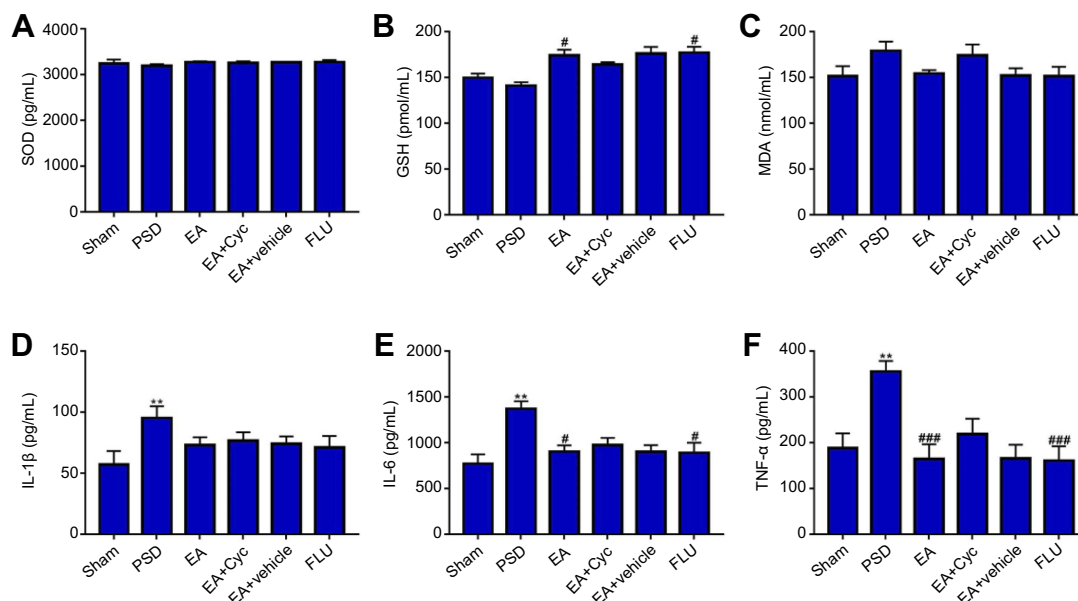 A
SOD (pg/mL)
4000
3000
2000
1000
0
Sham
PSD
EA
EA+Cyc
EA+vehicle
FLU
B
GSH (pmol/mL)
200
150
100
50
0
#
#
Sham
PSD
EA
EA+Cyc
EA+vehicle
FLU
C
MDA (nmol/mL)
200
150
100
50
0
Sham
PSD
EA
EA+Cyc
EA+vehicle
FLU
D
IL-1β (pg/mL)
150
100
50
0
**
Sham
PSD
EA
EA+Cyc
EA+vehicle
FLU
E
IL-6 (pg/mL)
2000
1500
1000
500
0
**
#
#
Sham
PSD
EA
EA+Cyc
EA+vehicle
FLU
F
TNF-α (pg/mL)
400
300
200
100
0
**
###
###
Sham
PSD
EA
EA+Cyc
EA+vehicle
FLU